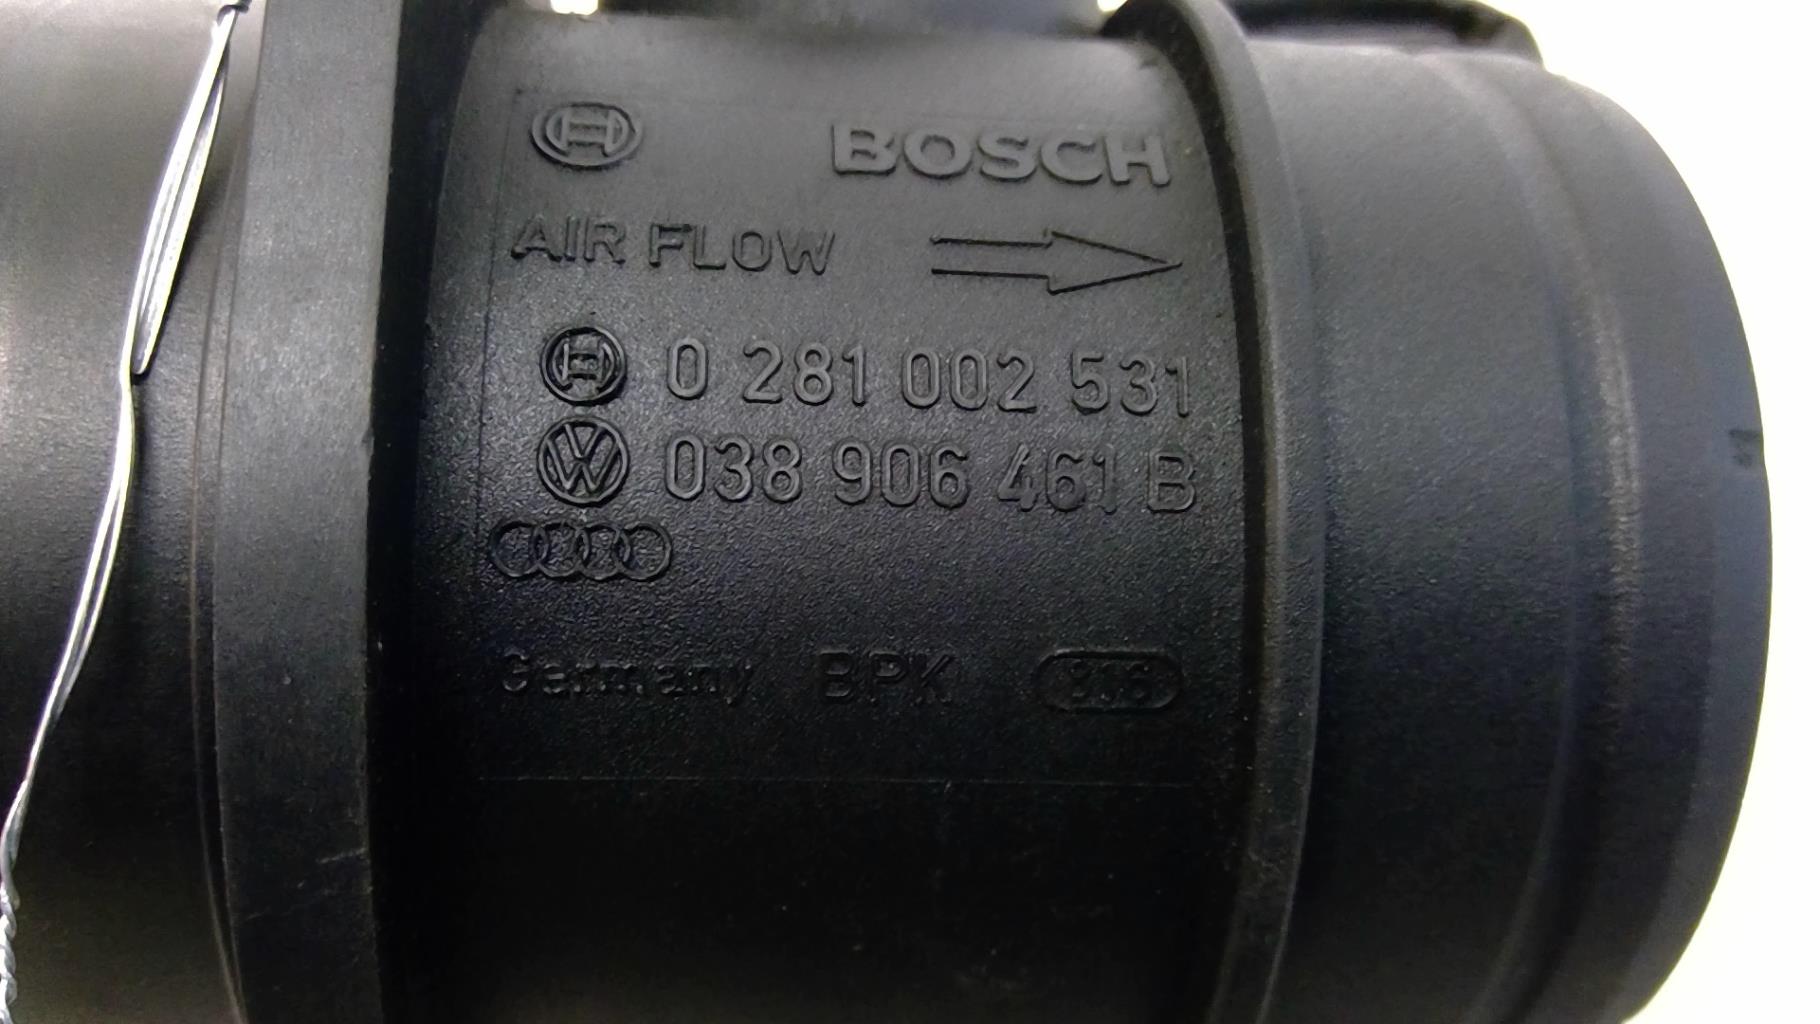 BOSCH
AIR FLOW
0 281 002 531
038 906 461 B
Germany BPK